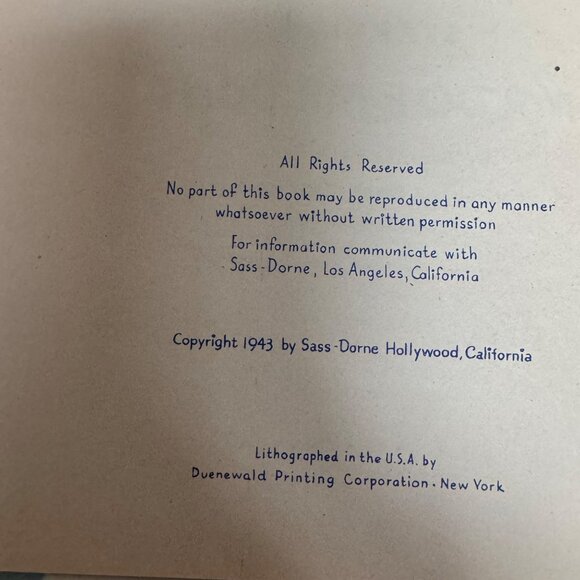 All Rights Reserved
No part of this book may be reproduced in any manner
whatsoever without written permission
For information communicate with
Sass-Dorne, Los Angeles, California
Copyright 1943 by Sass-Dorne Hollywood, California
Lithographed in the U.S.A. by
Duenewald Printing Corporation. New York